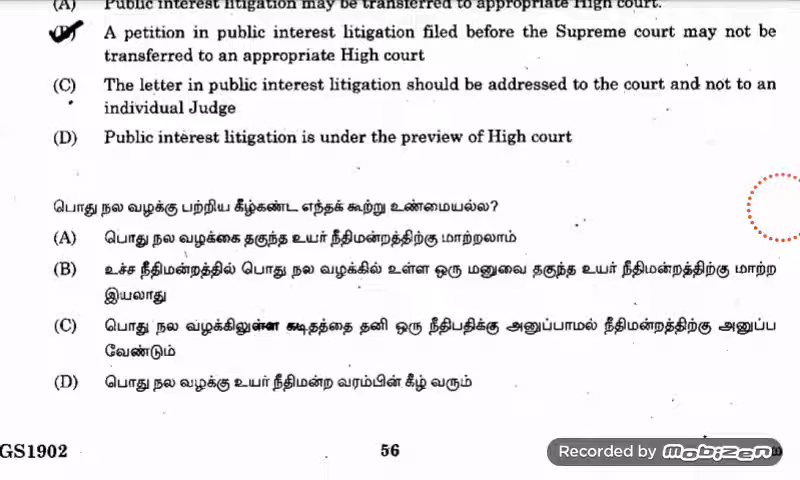 (A) Public interest litigation may be transferred to appropriate High court.
(B) A petition in public interest litigation filed before the Supreme court may not be
transferred to an appropriate High court
(C) The letter in public interest litigation should be addressed to the court and not to an
individual Judge
(D) Public interest litigation is under the preview of High court
பொது நல வழக்கு பற்றிய கீழ்கண்ட எந்தக் கூற்று உண்மையல்ல?
(A) பொது நல வழக்கை தகுந்த உயர் நீதிமன்றத்திற்கு மாற்றலாம்
(B) உச்ச நீதிமன்றத்தில் பொது நல வழக்கில் உள்ள ஒரு மனுவை தகுந்த உயர் நீதிமன்றத்திற்கு மாற்ற
இயலாது
(C) பொது நல வழக்கிலுள்ள கடிதத்தை தனி ஒரு நீதிபதிக்கு அனுப்பாமல் நீதிமன்றத்திற்கு அனுப்ப
வேண்டும்
(D) பொது நல வழக்கு உயர் நீதிமன்ற வரம்பின் கீழ் வரும்
GS1902 56 Recorded by mobizen